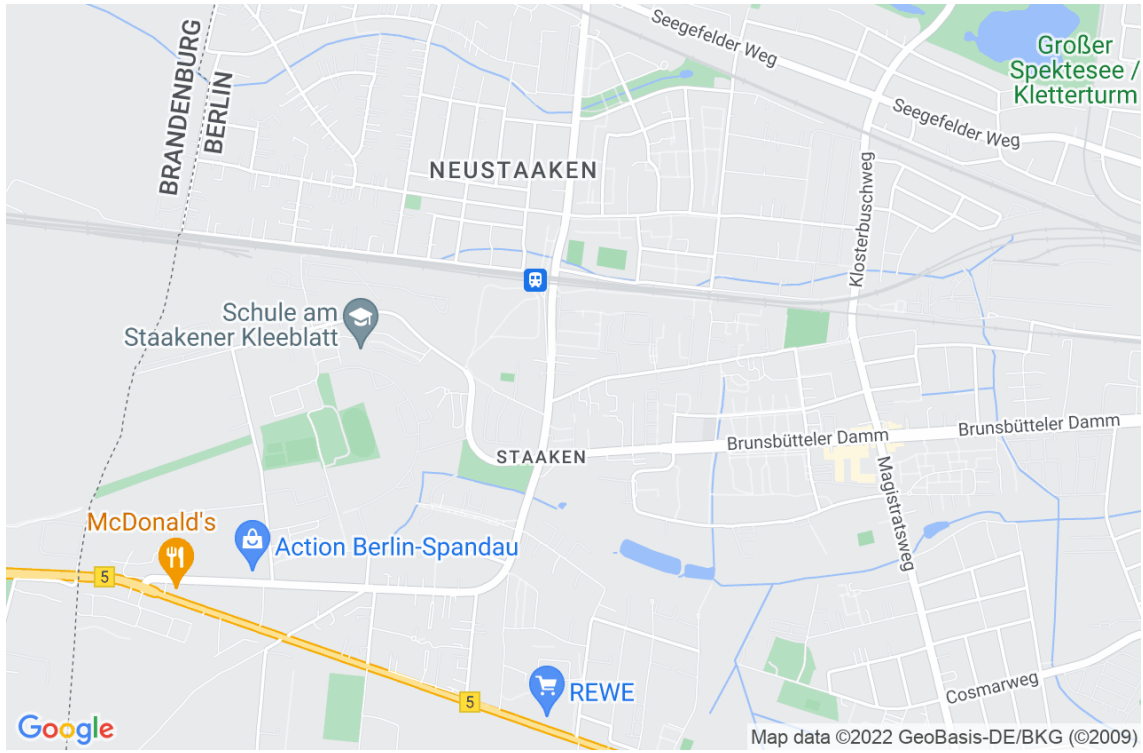 Seegefelder Weg
Großer
Spektesee /
Kletterturm
BRANDENBURG
BERLIN
Seegefelder Weg
NEUSTAAKEN
Klosterbuschweg
Schule am
Staakener Kleeblatt
STAAKEN
Brunsbütteler Damm
Brunsbütteler Damm
Magistratsweg
McDonald's
Action Berlin-Spandau
5
5
REWE
Cosmarweg
Google
Map data ©2022 GeoBasis-DE/BKG (©2009)